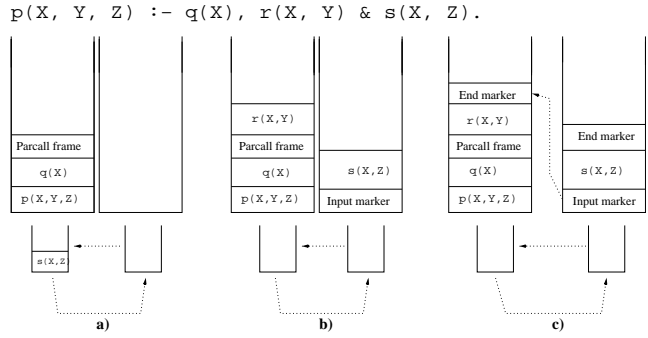 p(X, Y, Z) :- q(X), r(X, Y) & s(X, Z).
Parcall frame
q(X)
p(X,Y,Z)
s(X,Z)
a)
r(X,Y)
Parcall frame
q(X)
p(X,Y,Z)
s(X,Z)
Input marker
b)
End marker
r(X,Y)
Parcall frame
q(X)
p(X,Y,Z)
End marker
s(X,Z)
Input marker
c)